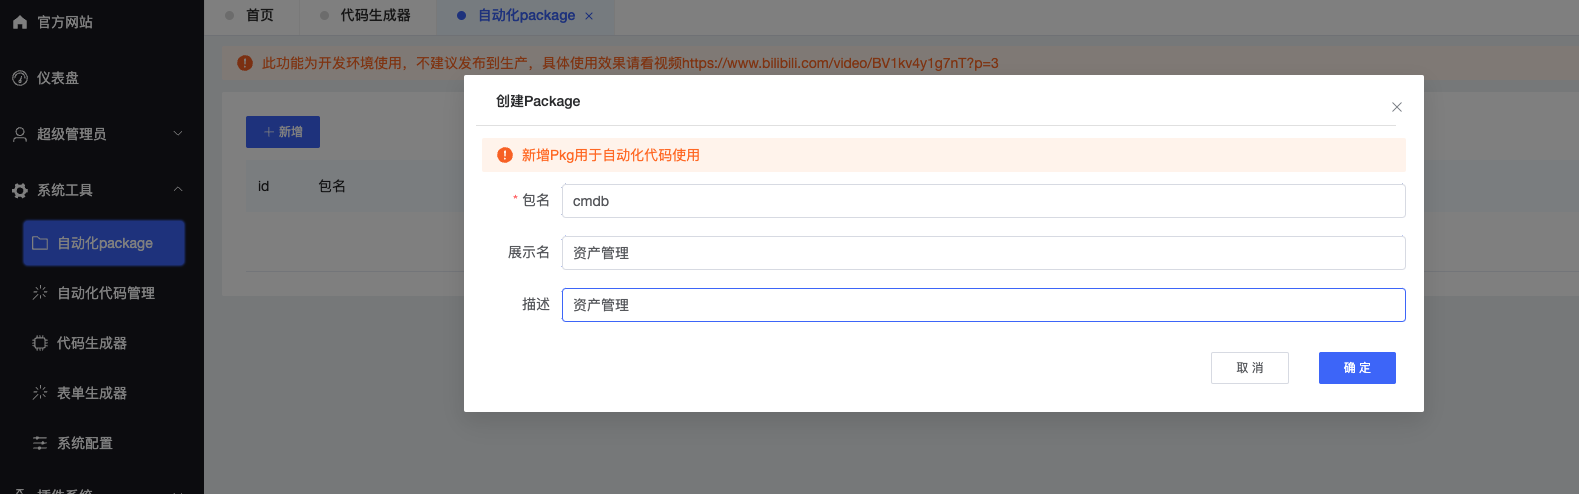 官方网站
仪表盘
超级管理员
系统工具
自动化package
自动化代码管理
代码生成器
表单生成器
系统配置
首页
代码生成器
自动化package
此功能为开发环境使用，不建议发布到生产，具体使用效果请看视频https://www.bilibili.com/video/BV1kv4y1g7nT?p=3
新增
id
包名
创建Package
新增Pkg用于自动化代码使用
* 包名
cmdb
展示名
资产管理
描述
资产管理
取 消
确 定